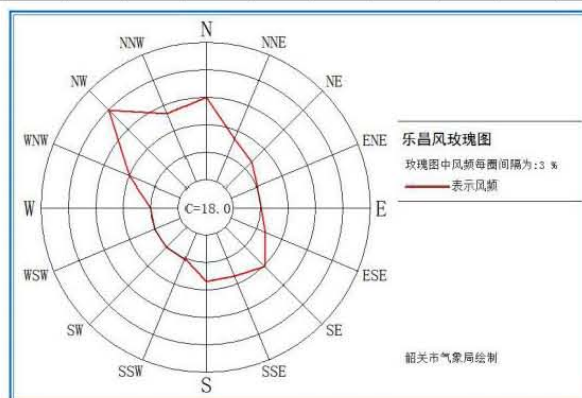 N
NNW
NNE
NW
NE
WNW
ENE
乐昌风玫瑰图
玫瑰图中风频每圈间隔为:3 %
表示风频
W
C=18.0
E
WSW
ESE
SW
SE
SSW
SSE
S
韶关市气象局绘制